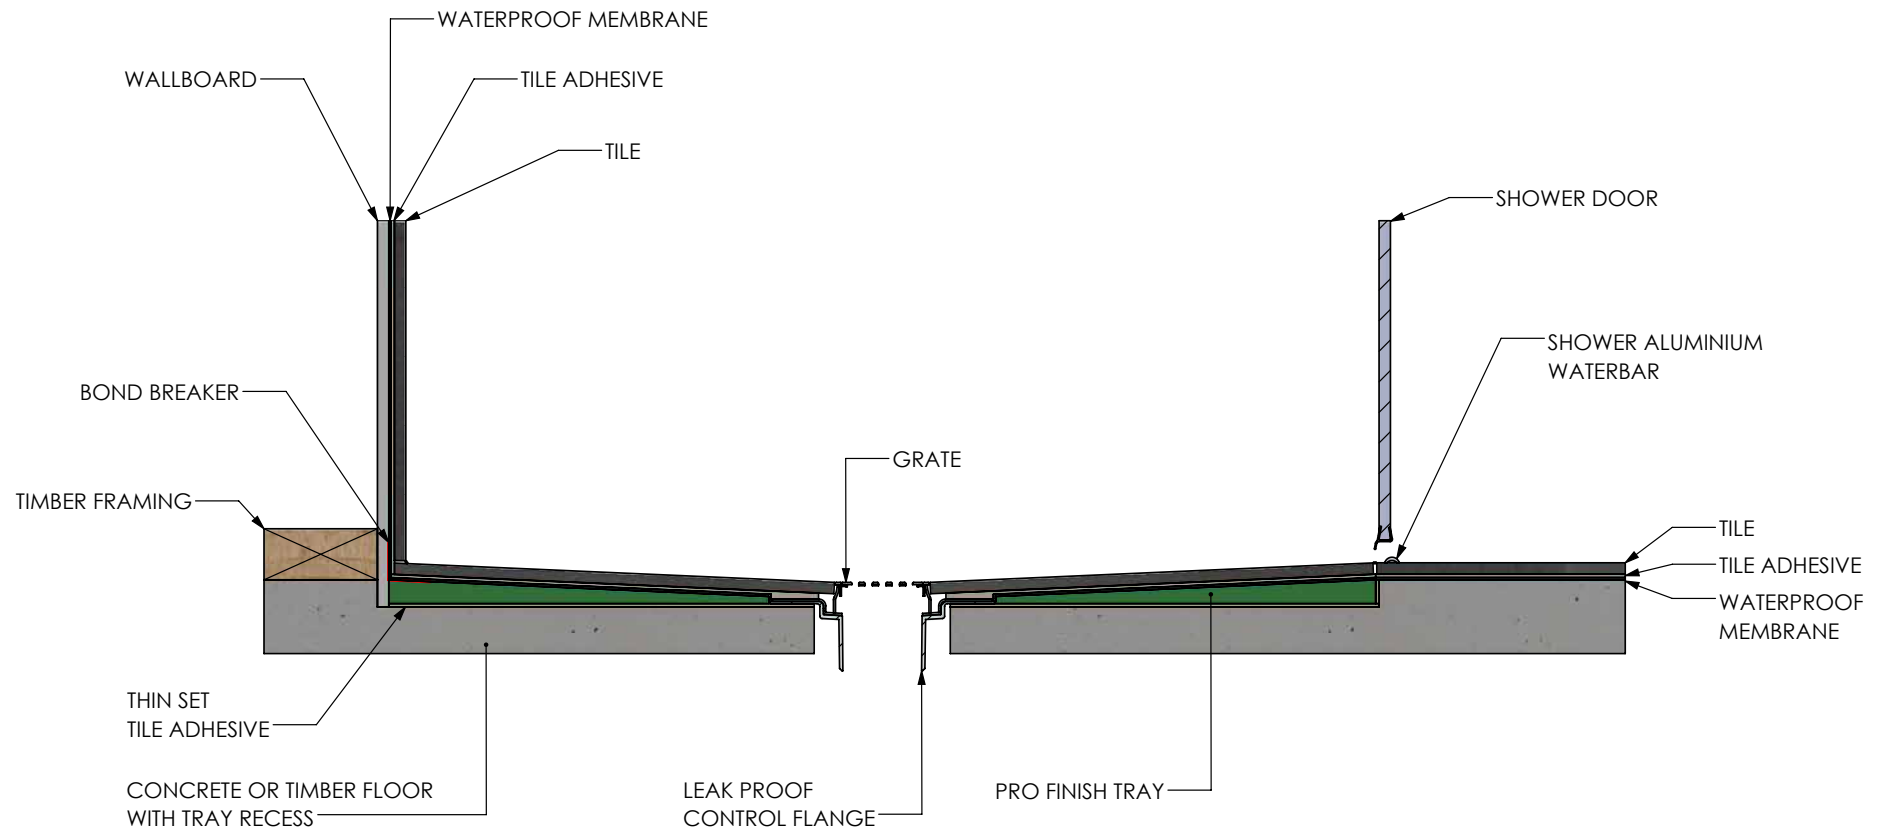 WATERPROOF MEMBRANE
WALLBOARD
TILE ADHESIVE
TILE
SHOWER DOOR
SHOWER ALUMINIUM
WATERBAR
BOND BREAKER
GRATE
TIMBER FRAMING
TILE
TILE ADHESIVE
WATERPROOF
MEMBRANE
THIN SET
TILE ADHESIVE
CONCRETE OR TIMBER FLOOR
WITH TRAY RECESS
LEAK PROOF
CONTROL FLANGE
PRO FINISH TRAY